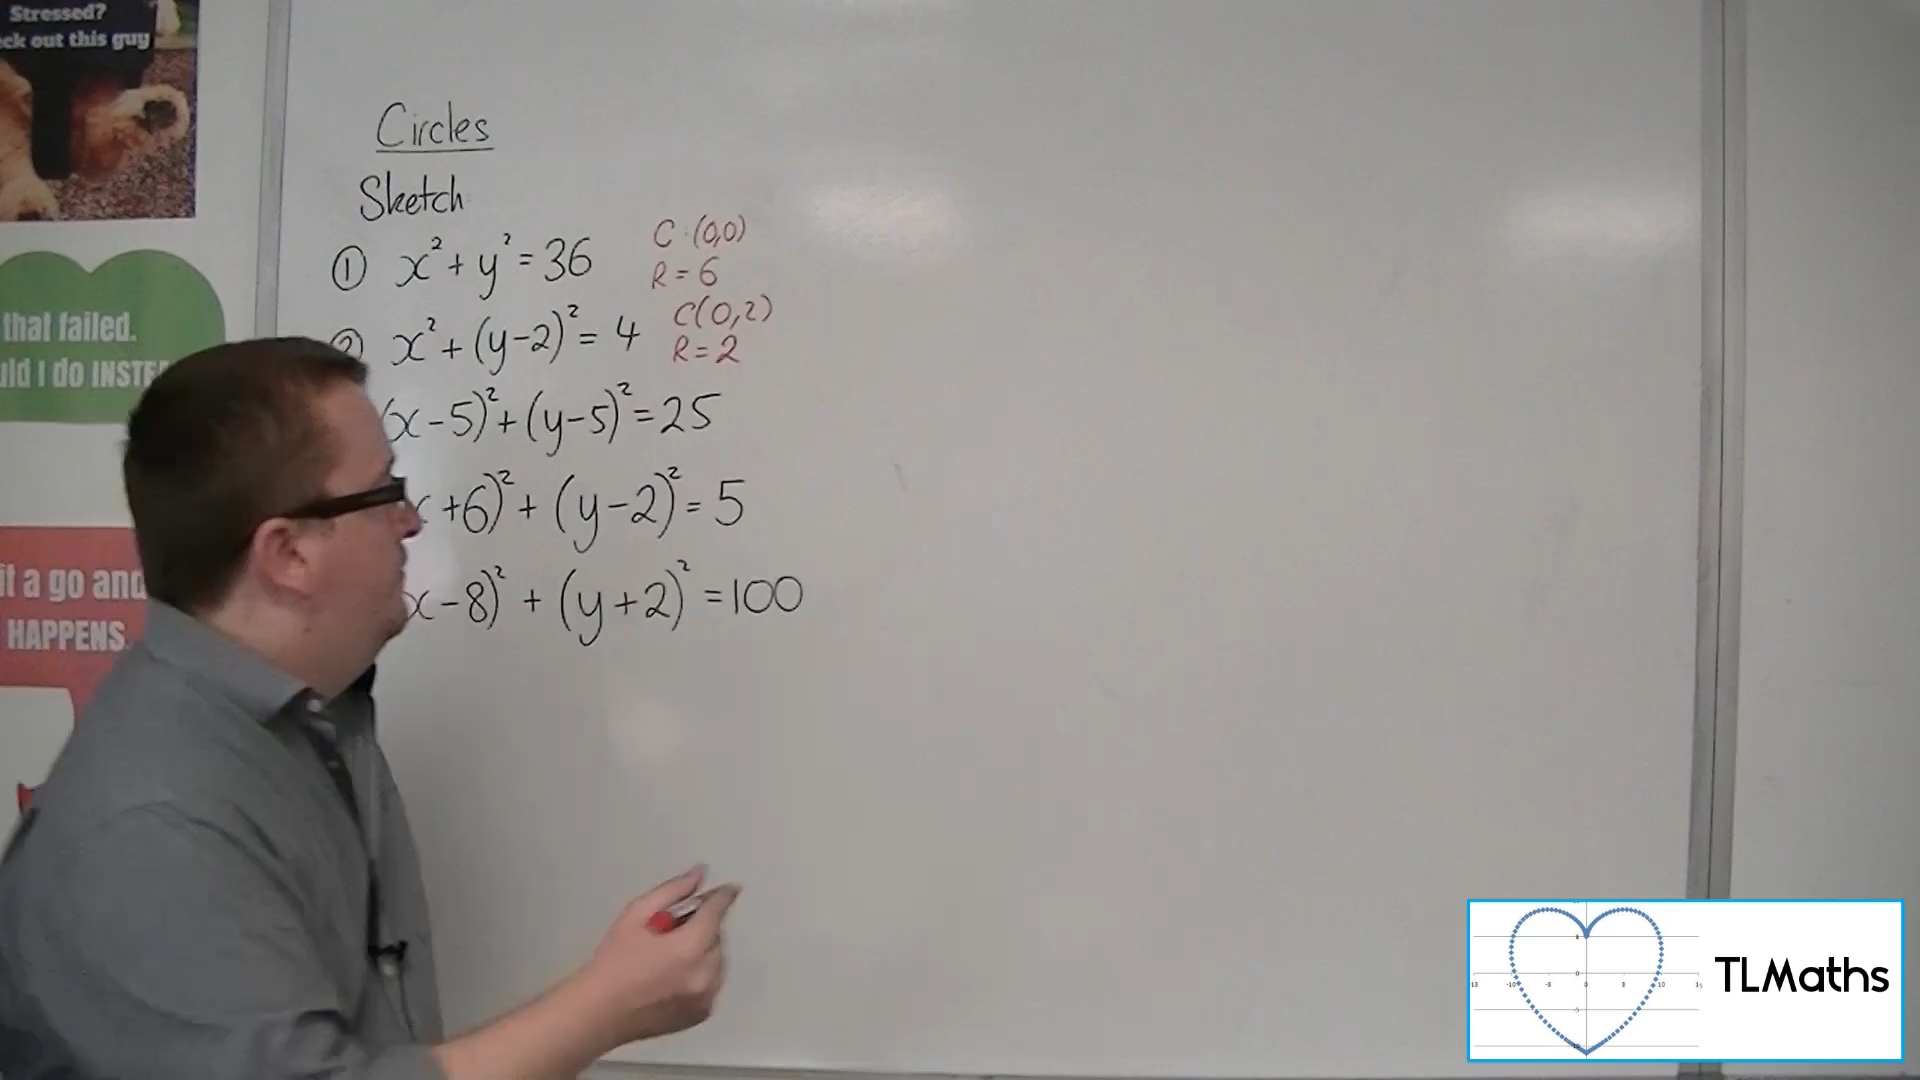 Stressed?
ck out this guy
that failed.
uld I do INSTE
it a go and
HAPPENS.
Circles
Sketch
① x² + y² = 36
C:(0,0)
R = 6
② x² + (y-2)² = 4
C(0,2)
R = 2
(x-5)² + (y-5)² = 25
x+6)² + (y-2)² = 5
x-8)² + (y+2)² = 100
TLMaths